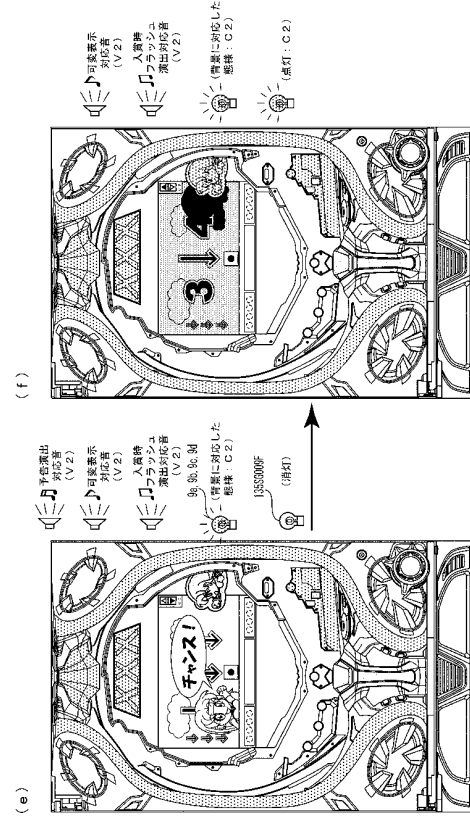 (e)
予告演出
対応音
(V2)
可変表示
対応音
(V2)
入賞時
フラッシュ
演出対応音
(V2)
9a,9b,9c,9d
(背景に対応した
態様:C2)
135SG009F
(消灯)
チャンス!
(f)
可変表示
対応音
(V2)
入賞時
フラッシュ
演出対応音
(V2)
(背景に対応した
態様:C2)
(点灯:C2)
3
4